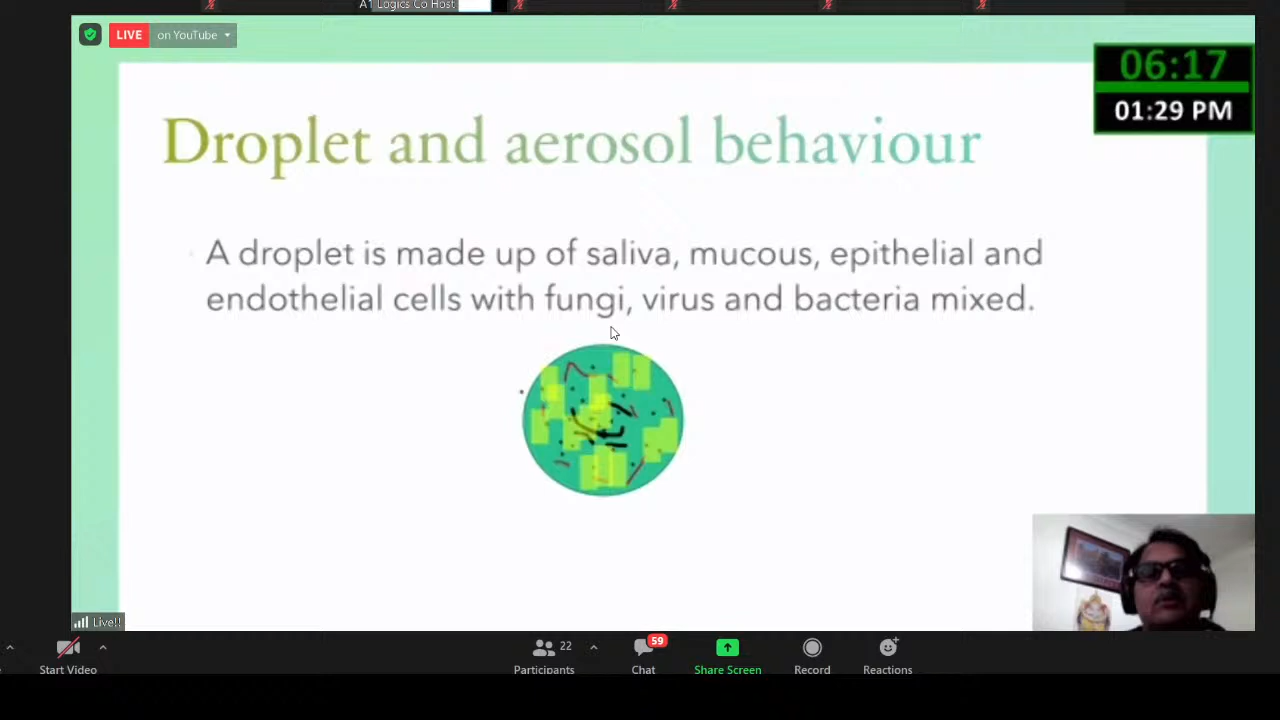 A1 Logics Co Host
LIVE on YouTube
06:17
01:29 PM
Droplet and aerosol behaviour
A droplet is made up of saliva, mucous, epithelial and
endothelial cells with fungi, virus and bacteria mixed.
Live!!
22
59
Start Video
Participants
Chat
Share Screen
Record
Reactions